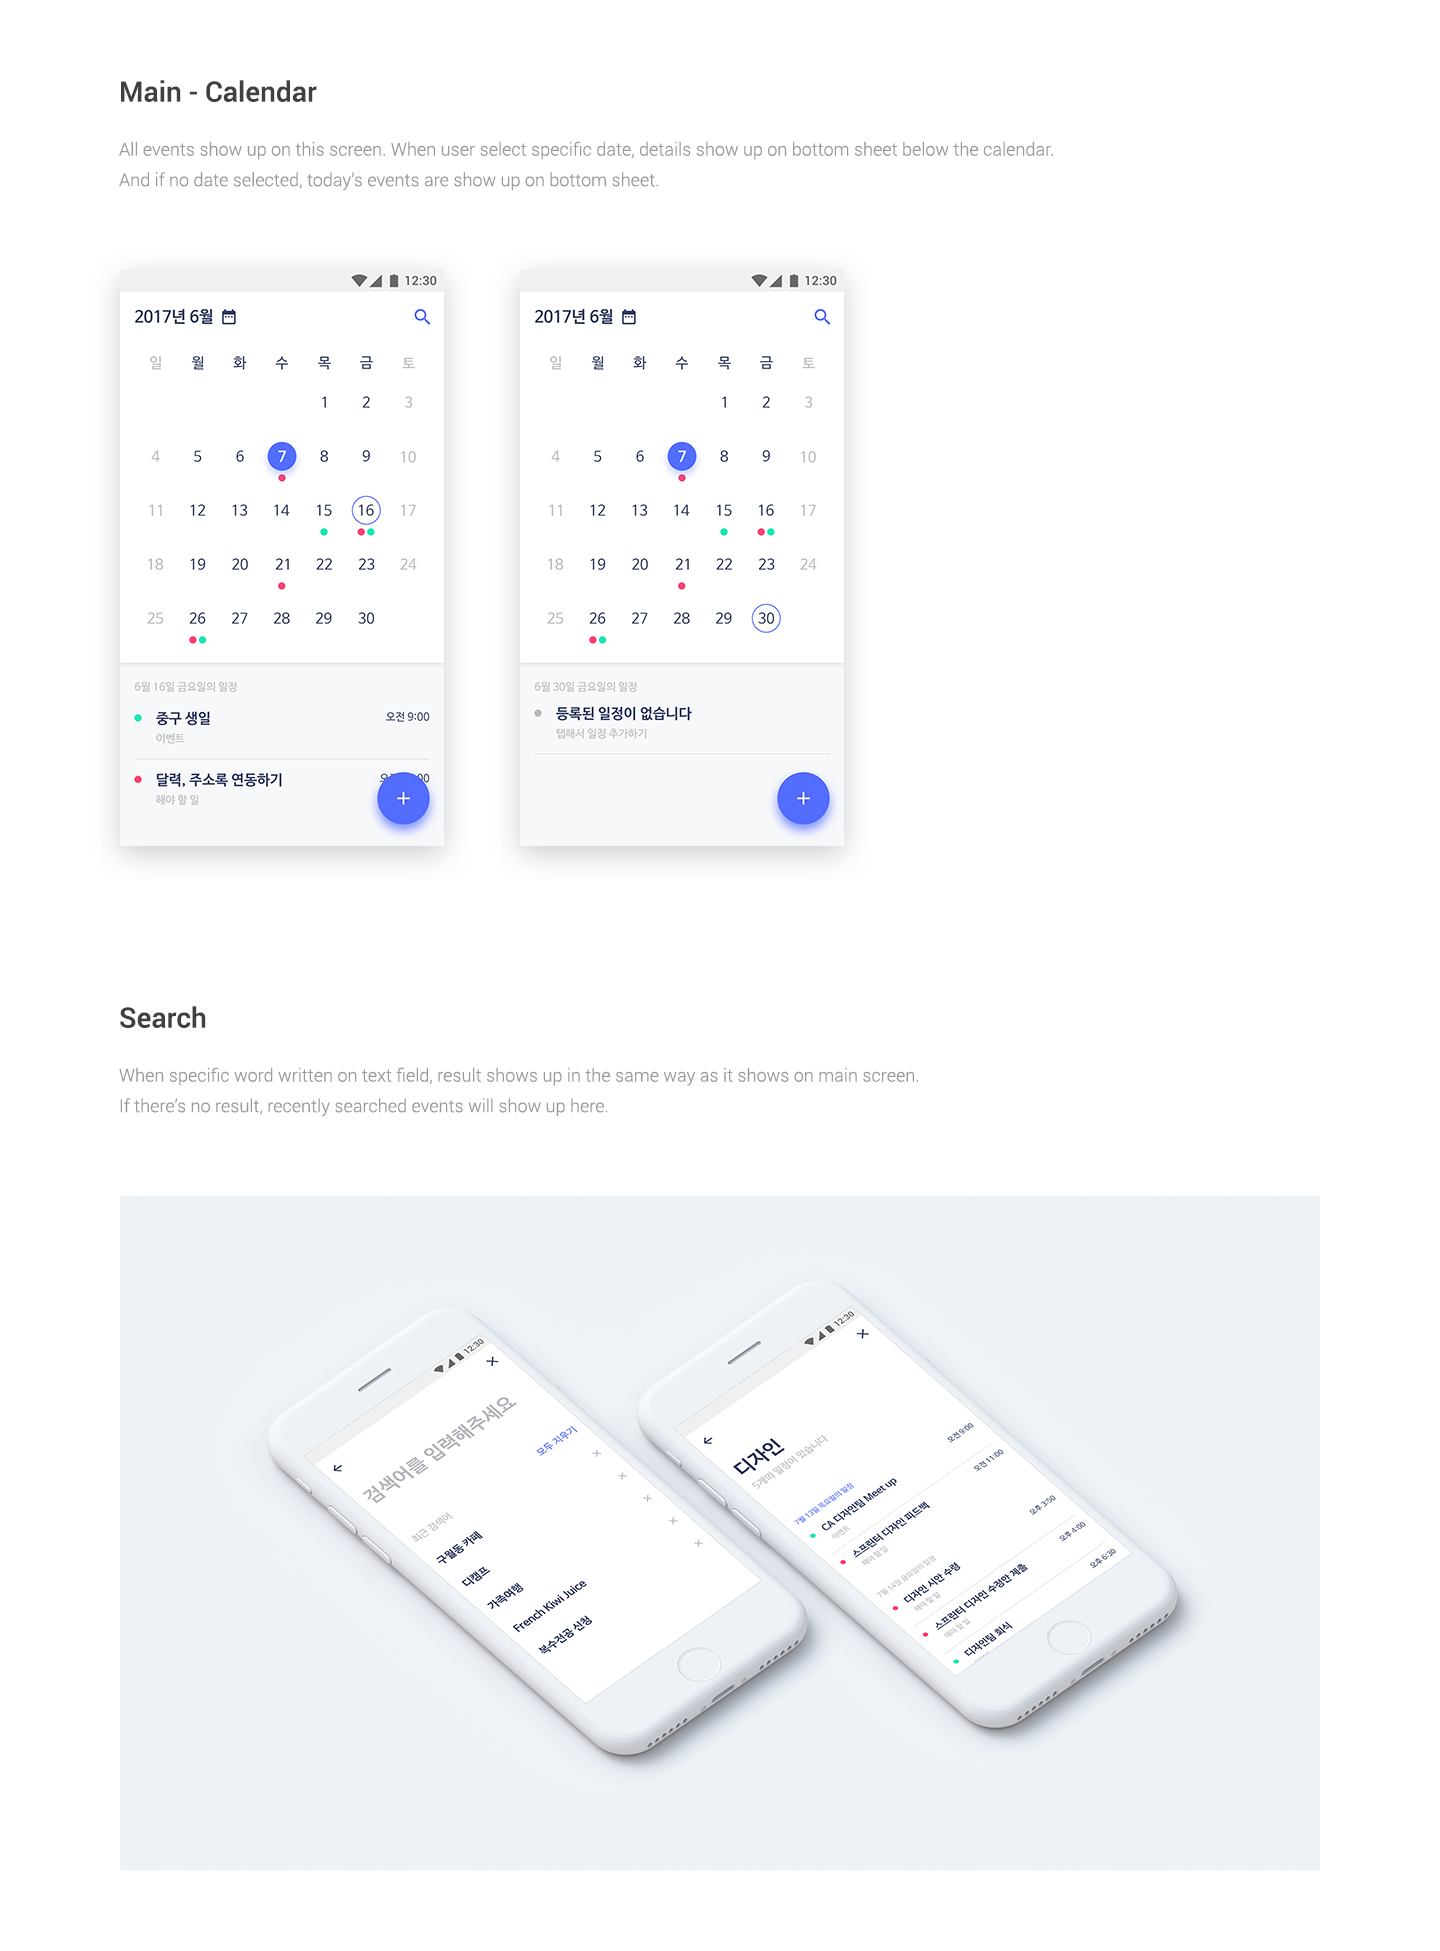 Main - Calendar
All events show up on this screen. When user select specific date, details show up on bottom sheet below the calendar.
And if no date selected, today's events are show up on bottom sheet.
12:30
2017년 6월
일 월 화 수 목 금 토
1 2 3
4 5 6 7 8 9 10
11 12 13 14 15 16 17
18 19 20 21 22 23 24
25 26 27 28 29 30
6월 16일 금요일의 일정
중구 생일 오전 9:00
이벤트
달력, 주소록 연동하기
해야 할 일
12:30
2017년 6월
일 월 화 수 목 금 토
1 2 3
4 5 6 7 8 9 10
11 12 13 14 15 16 17
18 19 20 21 22 23 24
25 26 27 28 29 30
6월 30일 금요일의 일정
등록된 일정이 없습니다
탭해서 일정 추가하기
Search
When specific word written on text field, result shows up in the same way as it shows on main screen.
If there's no result, recently searched events will show up here.
12:30
검색어를 입력해주세요
모두 지우기
최근 검색어
구월동 카페
디캠프
가족여행
French Kiwi Juice
복수전공 신청
12:30
디자인
5개의 일정이 있습니다
7월 13일 목요일의 일정
CA 디자인팀 Meet up 오전 9:00
이벤트
스프린터 디자인 피드백 오전 11:00
해야 할 일
7월 14일 금요일의 일정
디자인 시안 수령 오후 3:50
해야 할 일
스프린터 디자인 수정안 제출 오후 4:00
해야 할 일
디자인팀 회식 오후 6:30